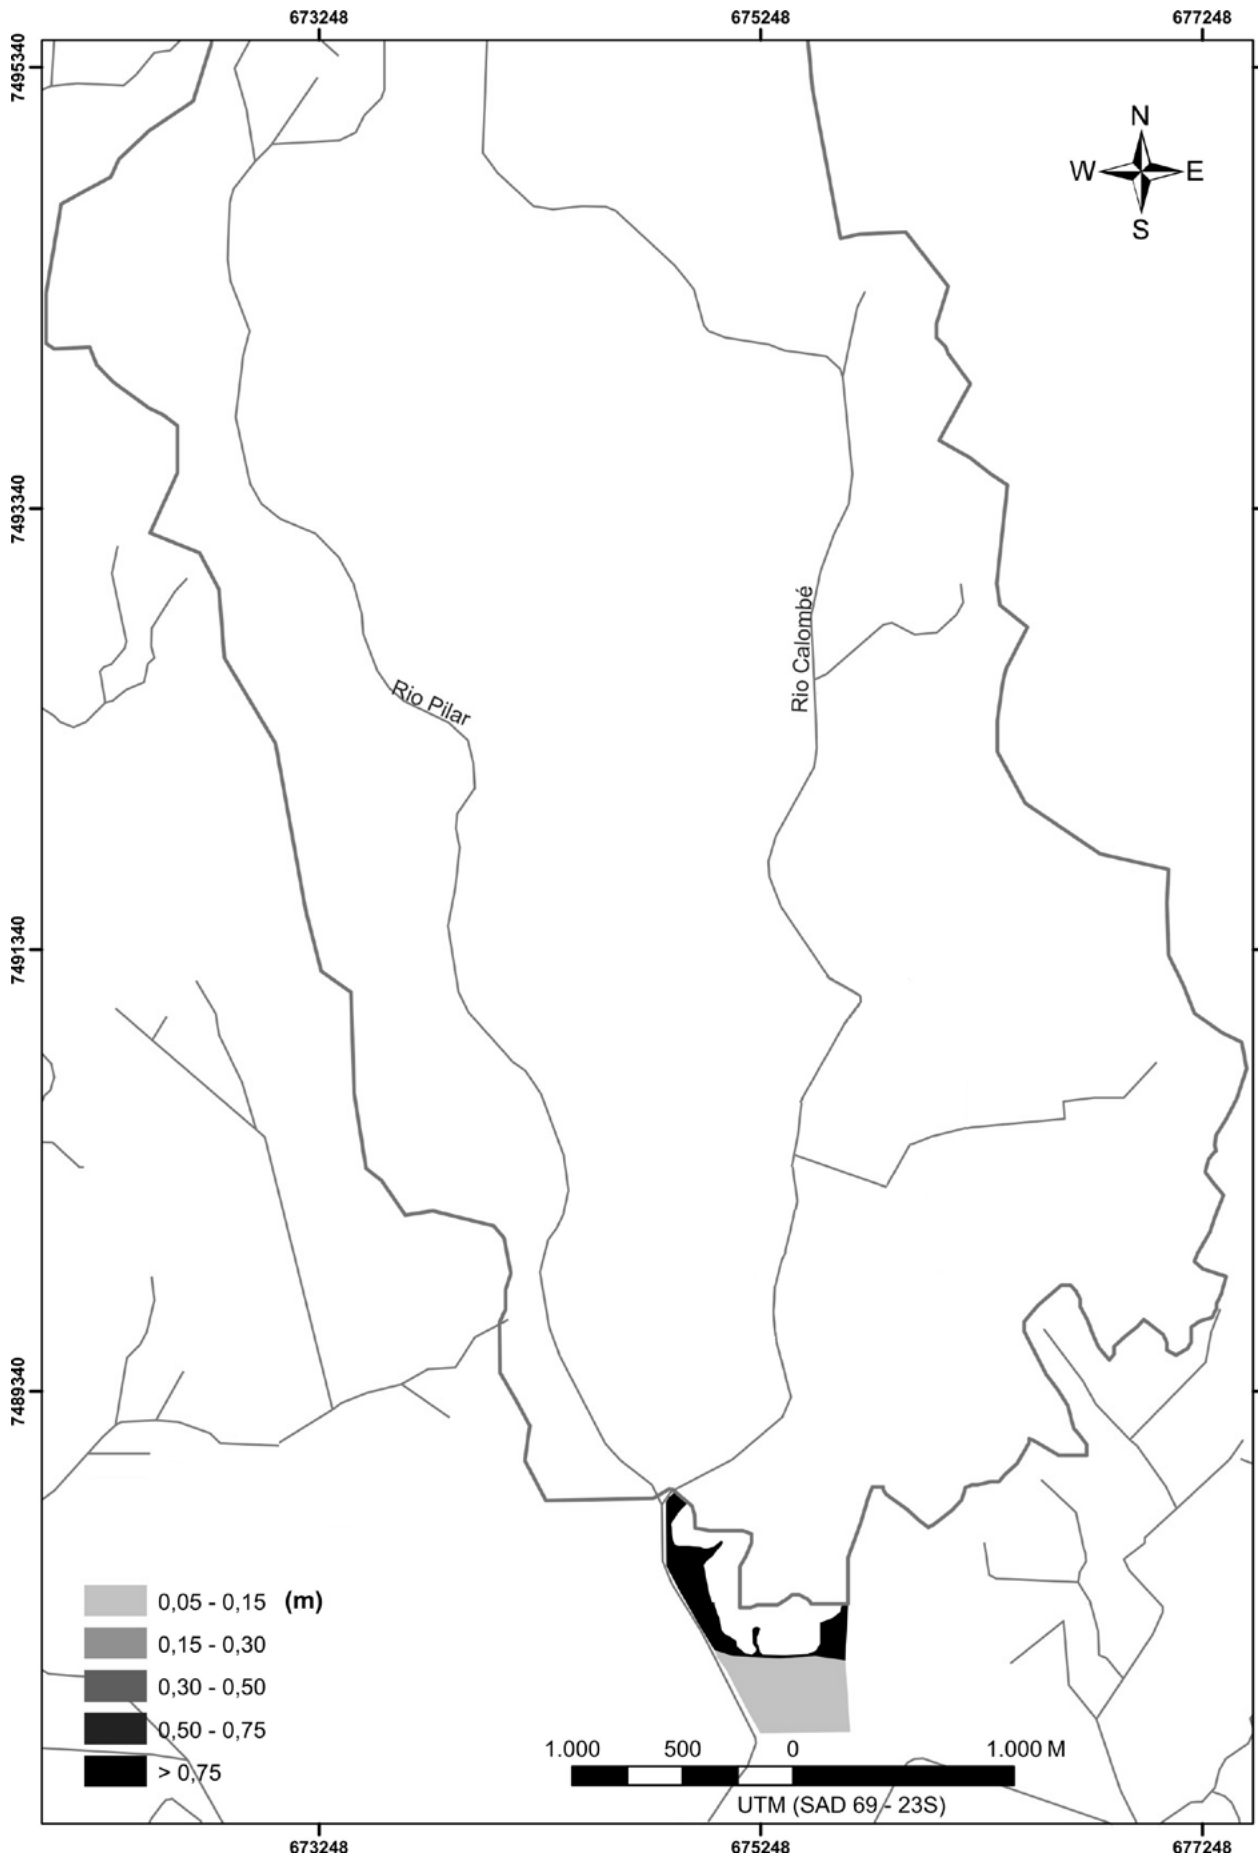 673248
675248
677248
7495340
N
W
E
S
7493340
Rio Calombé
Rio Pilar
7491340
7489340
0,05 - 0,15 (m)
0,15 - 0,30
0,30 - 0,50
0,50 - 0,75
> 0,75
1.000 500 0 1.000 M
UTM (SAD 69 - 23S)
673248
675248
677248